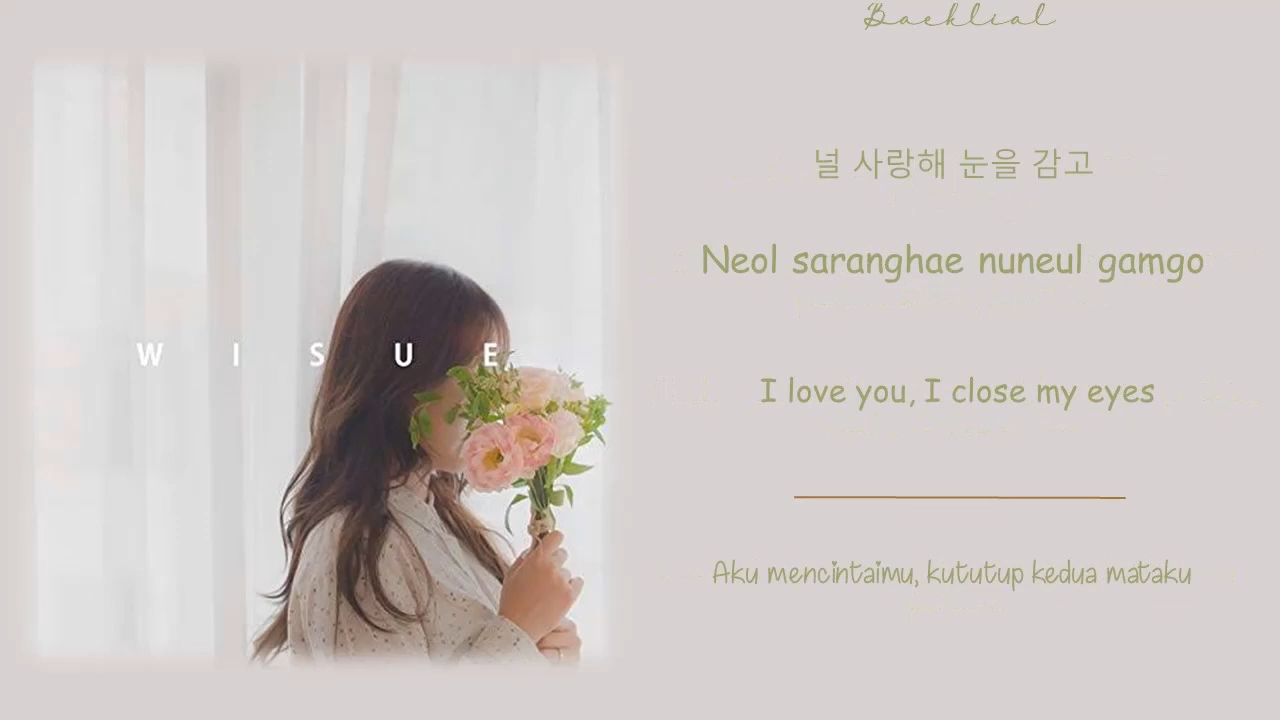 Baeklial
W I S U E
널 사랑해 눈을 감고
Neol saranghae nuneul gamgo
I love you, I close my eyes
Aku mencintaimu, kututup kedua mataku